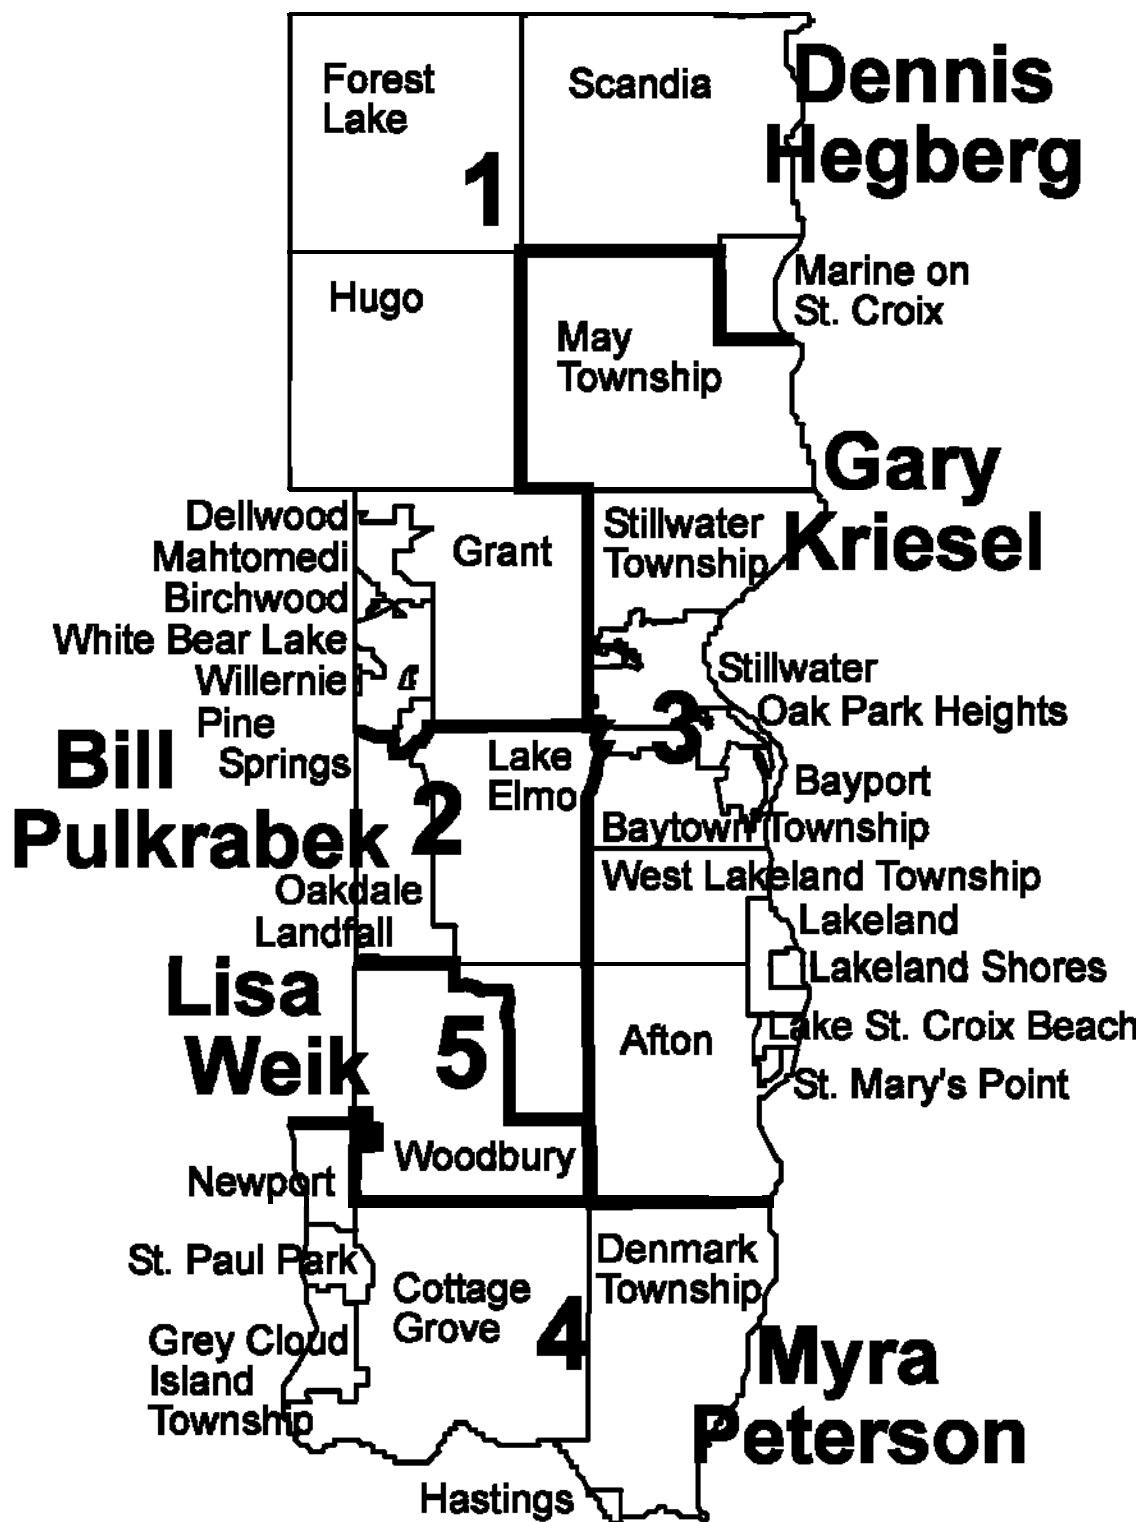 Forest
Lake
Scandia
Dennis
Hegberg
1
Hugo
Marine on
St. Croix
May
Township
Gary
Kriesel
Dellwood
Mahtomedi
Birchwood
White Bear Lake
Willernie
Pine
Springs
Grant
Stillwater
Township
Stillwater
3
Oak Park Heights
Bayport
Bill
Pulkrabek
2
Lake
Elmo
Baytown Township
West Lakeland Township
Oakdale
Landfall
Lakeland
Lakeland Shores
Lake St. Croix Beach
St. Mary's Point
Lisa
Weik
5
Afton
Woodbury
Newport
St. Paul Park
Grey Cloud
Island
Township
Cottage
Grove
4
Denmark
Township
Myra
Peterson
Hastings